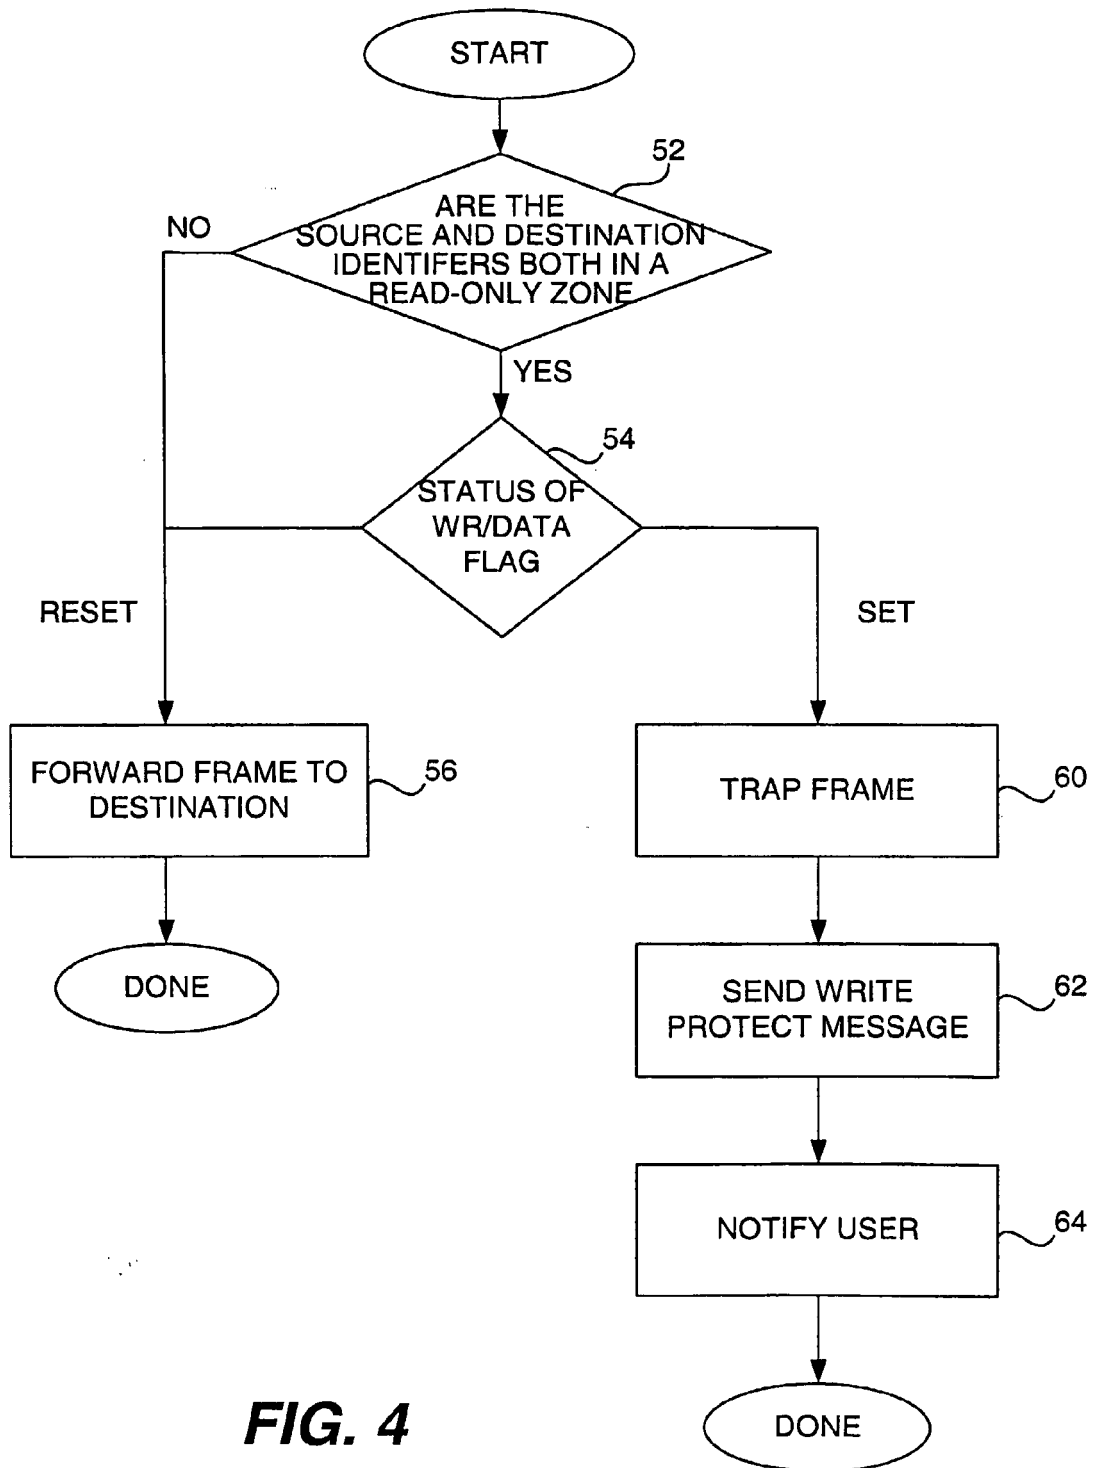 START
52
ARE THE
SOURCE AND DESTINATION
IDENTIFERS BOTH IN A
READ-ONLY ZONE
NO
YES
54
STATUS OF
WR/DATA
FLAG
RESET
SET
FORWARD FRAME TO
DESTINATION
56
TRAP FRAME
60
DONE
SEND WRITE
PROTECT MESSAGE
62
NOTIFY USER
64
DONE
FIG. 4